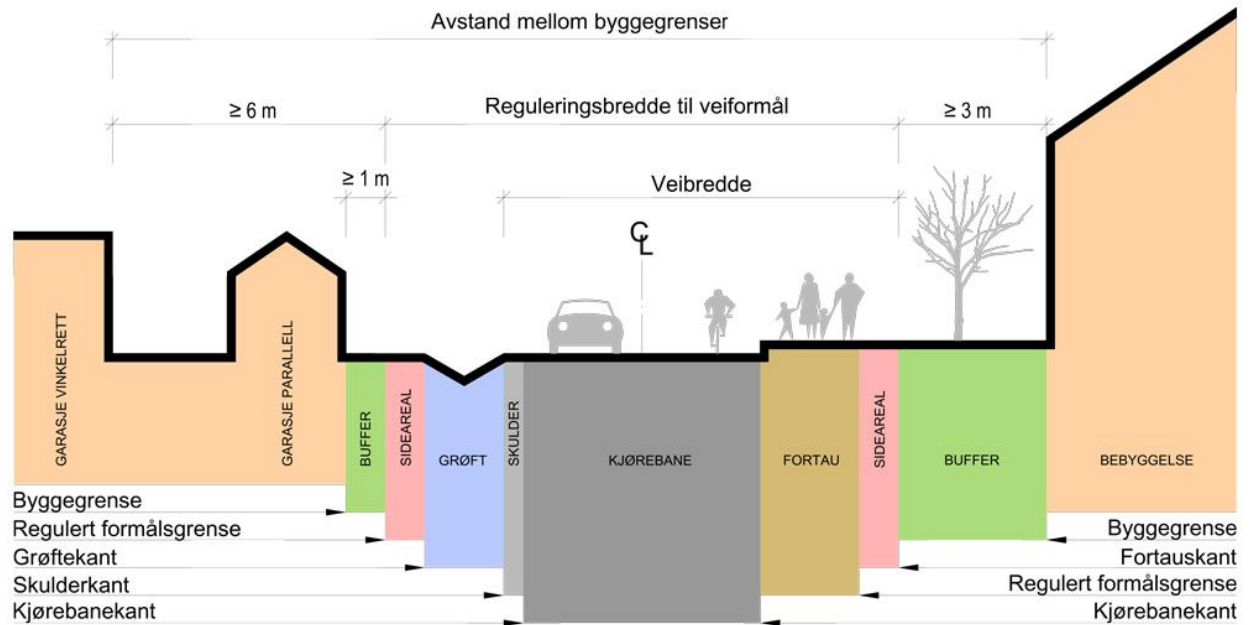 Avstand mellom byggegrenser
≥ 6 m
Reguleringsbredde til veiformål
≥ 3 m
≥ 1 m
Veibredde
CL
GARASJE VINKELRETT
GARASJE PARALLELL
BUFFER
SIDEAREAL
GRØFT
SKULDER
KJØREBANE
FORTAU
SIDEAREAL
BUFFER
BEBYGGELSE
Byggegrense
Regulert formålsgrense
Grøftekant
Skulderkant
Kjørebanekant
Byggegrense
Fortauskant
Regulert formålsgrense
Kjørebanekant